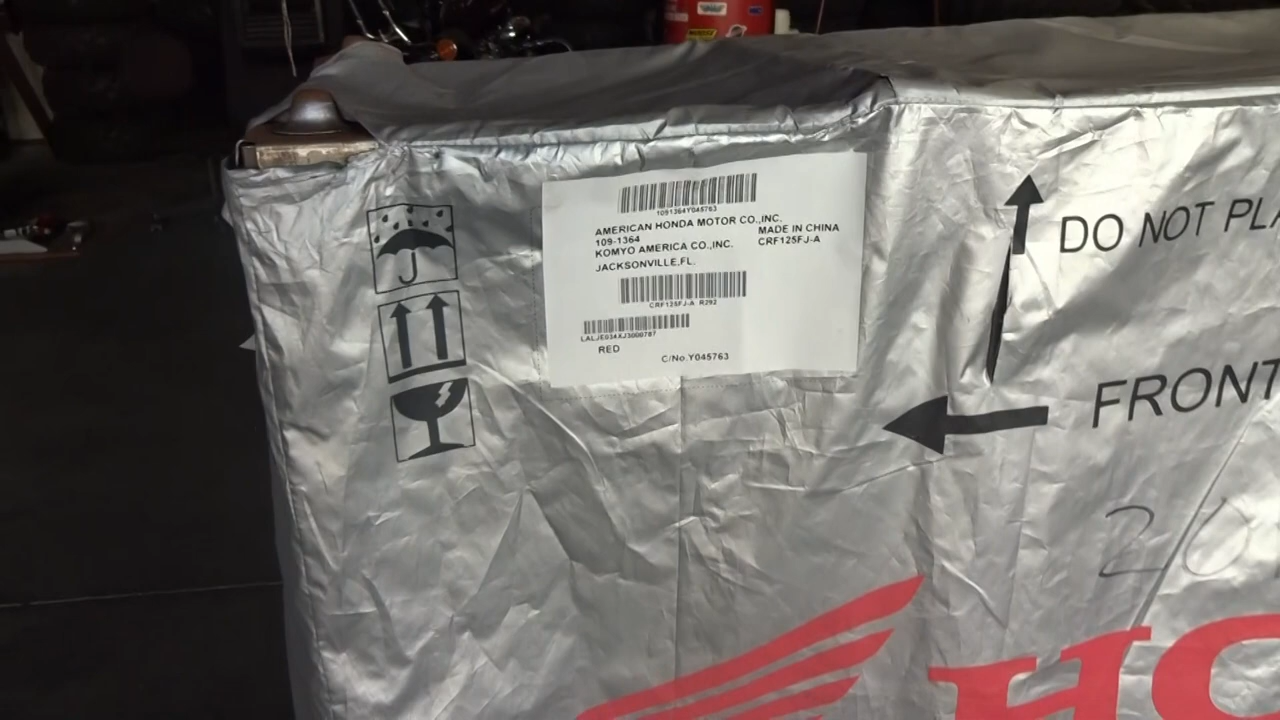 1091364Y045763
AMERICAN HONDA MOTOR CO.,INC.
109-1364 MADE IN CHINA
KOMYO AMERICA CO.,INC. CRF125FJ-A
JACKSONVILLE,FL.
CRF125FJ-A R292
LALJE034XJ3000787
RED
C/No.Y045763
DO NOT PLA
FRONT
20
HO